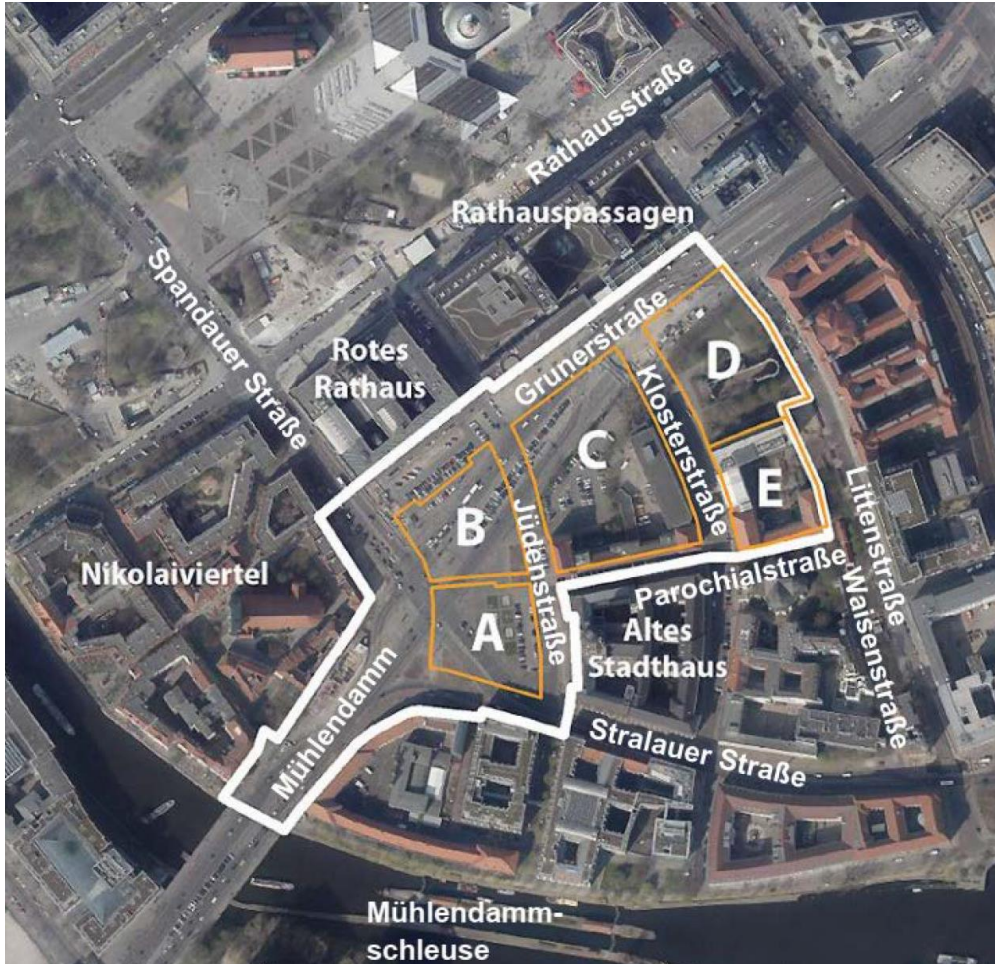 Rathausstraße
Rathauspassagen
Spandauer Straße
Rotes
Rathaus
Grunerstraße
D
Klosterstraße
C
B
E
Jüdenstraße
Littenstraße
Nikolaiviertel
Parochialstraße
Waisenstraße
A
Altes
Stadthaus
Mühlendamm
Stralauer Straße
Mühlendamm-
schleuse